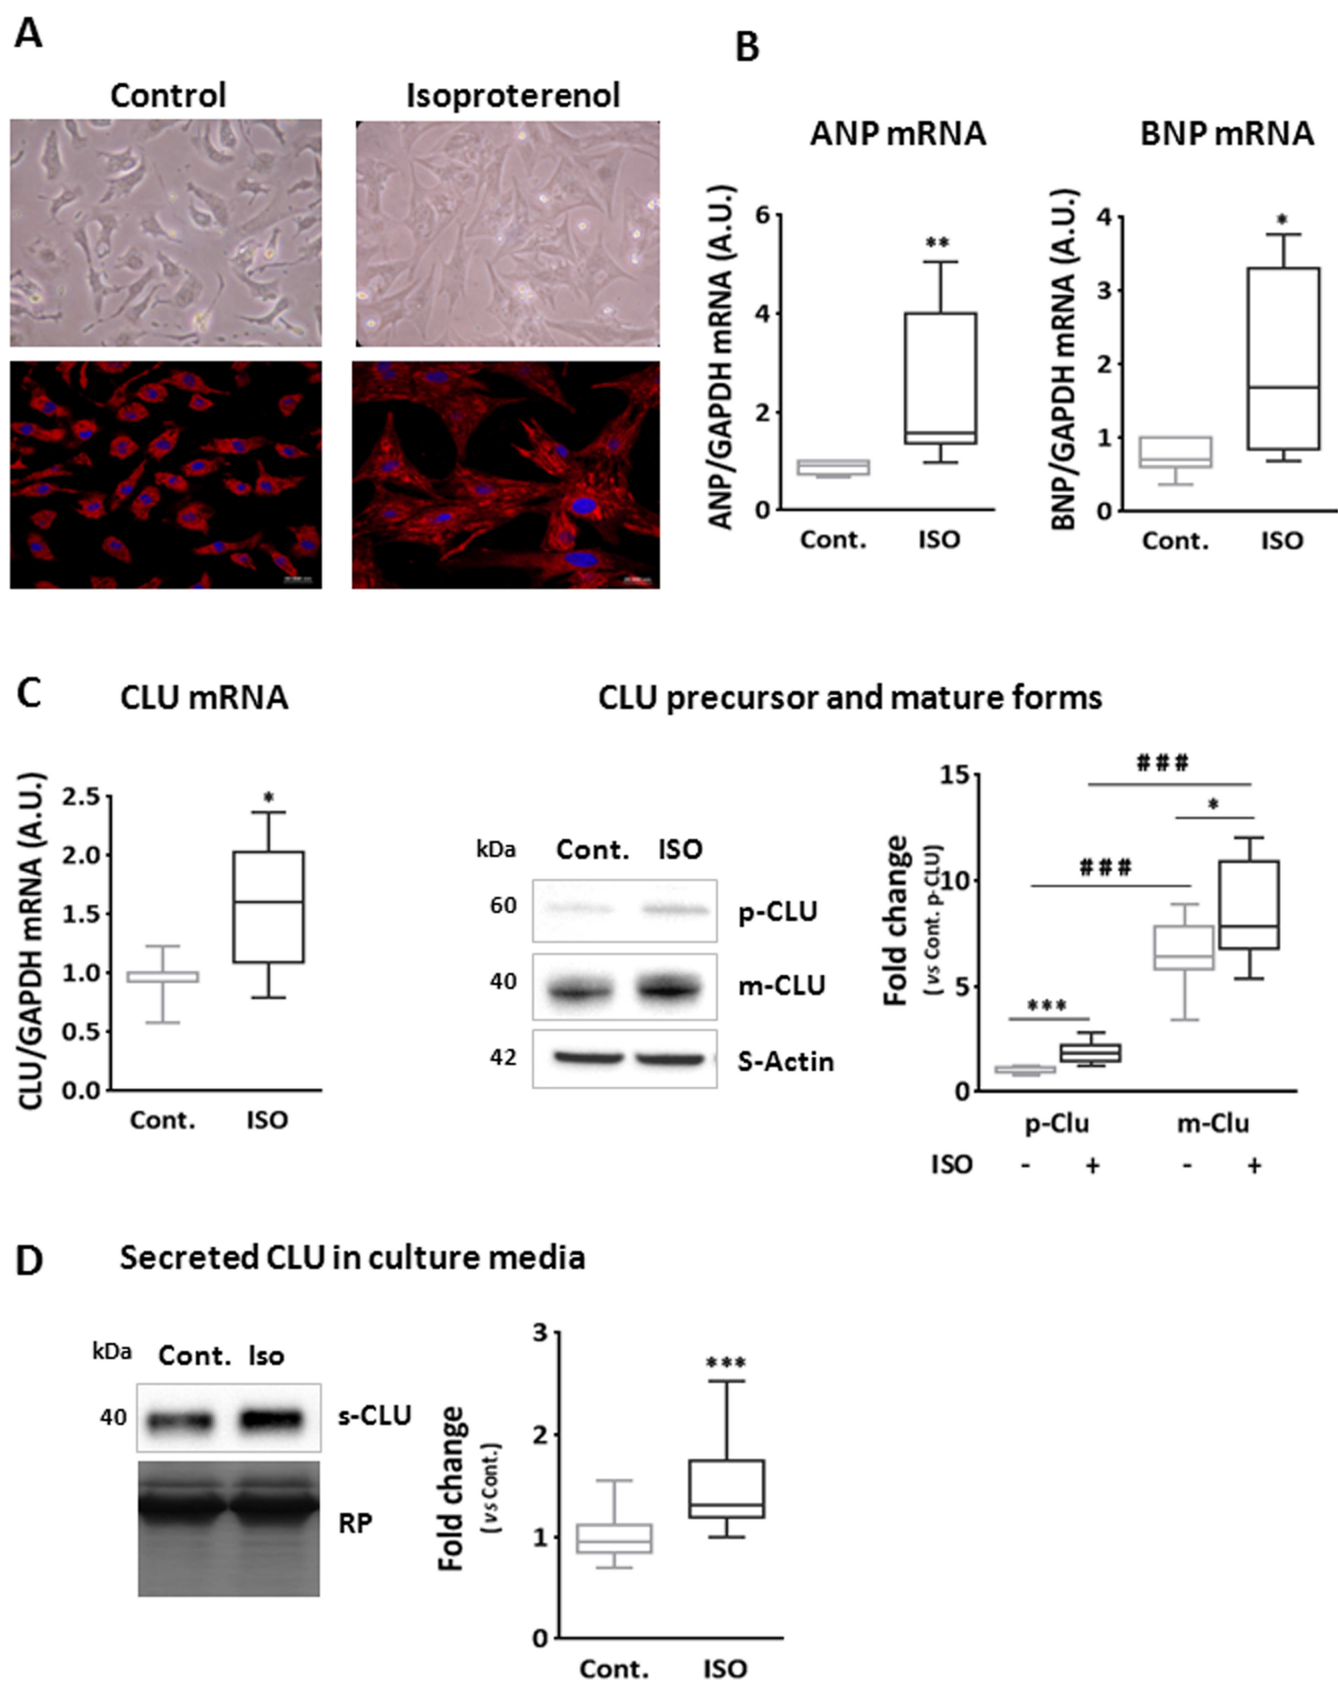 A
Control
Isoproterenol
B
ANP mRNA
BNP mRNA
ANP/GAPDH mRNA (A.U.)
6
4
2
0
**
Cont.
ISO
BNP/GAPDH mRNA (A.U.)
4
3
2
1
0
*
Cont.
ISO
C
CLU mRNA
CLU precursor and mature forms
CLU/GAPDH mRNA (A.U.)
2.5
2.0
1.5
1.0
0.5
0.0
*
Cont.
ISO
kDa
Cont.
ISO
60
p-CLU
40
m-CLU
42
S-Actin
Fold change
(vs Cont. p-CLU)
15
10
5
0
###
*
###
***
p-Clu
m-Clu
ISO
-
+
-
+
D
Secreted CLU in culture media
kDa
Cont.
Iso
40
s-CLU
RP
Fold change
(vs Cont.)
3
2
1
0
***
Cont.
ISO